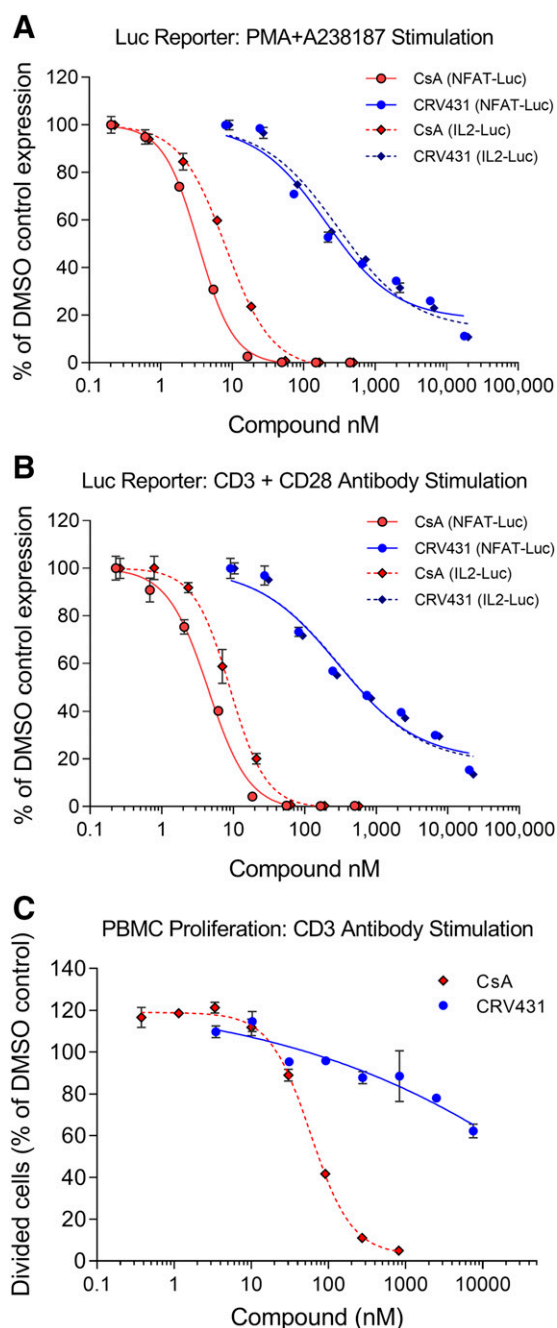 A
Luc Reporter: PMA+A238187 Stimulation
120
100
80
60
40
20
0
% of DMSO control expression
CsA (NFAT-Luc)
CRV431 (NFAT-Luc)
CsA (IL2-Luc)
CRV431 (IL2-Luc)
0.1 1 10 100 1,000 10,000 100,000
Compound nM
B
Luc Reporter: CD3 + CD28 Antibody Stimulation
120
100
80
60
40
20
0
% of DMSO control expression
CsA (NFAT-Luc)
CRV431 (NFAT-Luc)
CsA (IL2-Luc)
CRV431 (IL2-Luc)
0.1 1 10 100 1,000 10,000 100,000
Compound nM
C
PBMC Proliferation: CD3 Antibody Stimulation
140
120
100
80
60
40
20
0
Divided cells (% of DMSO control)
CsA
CRV431
0.1 1 10 100 1000 10000
Compound (nM)